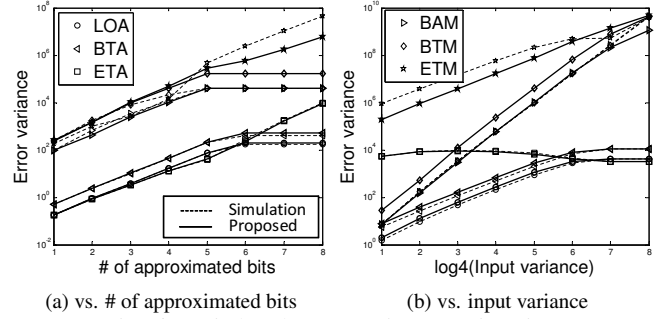 10^8
10^6
10^4
10^2
10^0
10^-2
Error variance
LOA
BTA
ETA
Simulation
Proposed
1 2 3 4 5 6 7 8
# of approximated bits
(a) vs. # of approximated bits
10^10
10^8
10^6
10^4
10^2
10^0
Error variance
BAM
BTM
ETM
1 2 3 4 5 6 7 8
log4(Input variance)
(b) vs. input variance